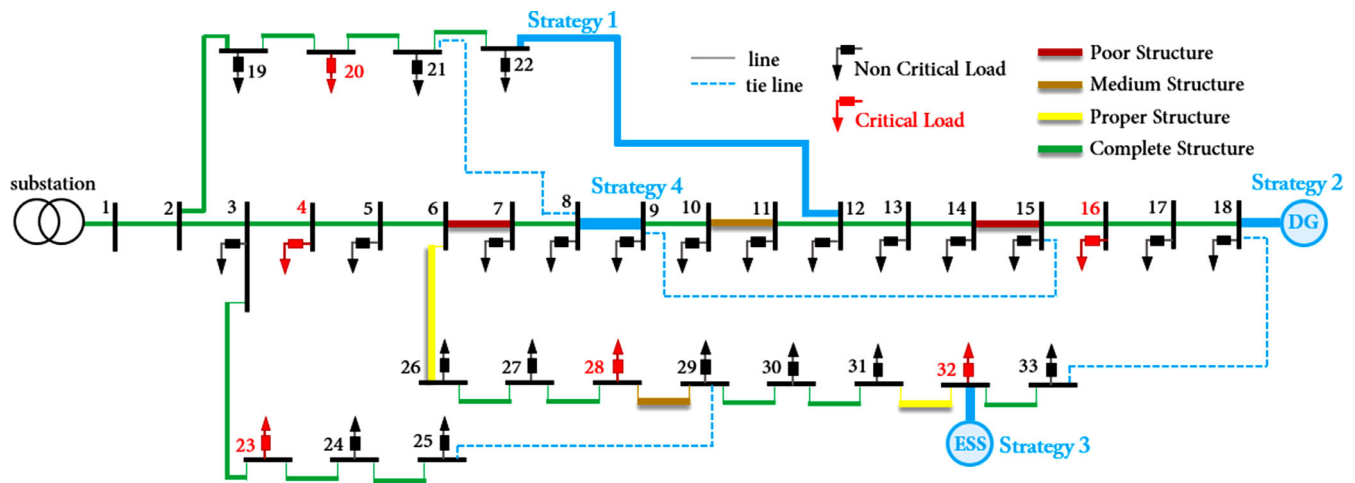 Strategy 1
19
20
21
22
line
tie line
Non Critical Load
Critical Load
Poor Structure
Medium Structure
Proper Structure
Complete Structure
substation
Strategy 4
Strategy 2
1
2
3
4
5
6
7
8
9
10
11
12
13
14
15
16
17
18
DG
26
27
28
29
30
31
32
33
23
24
25
ESS
Strategy 3